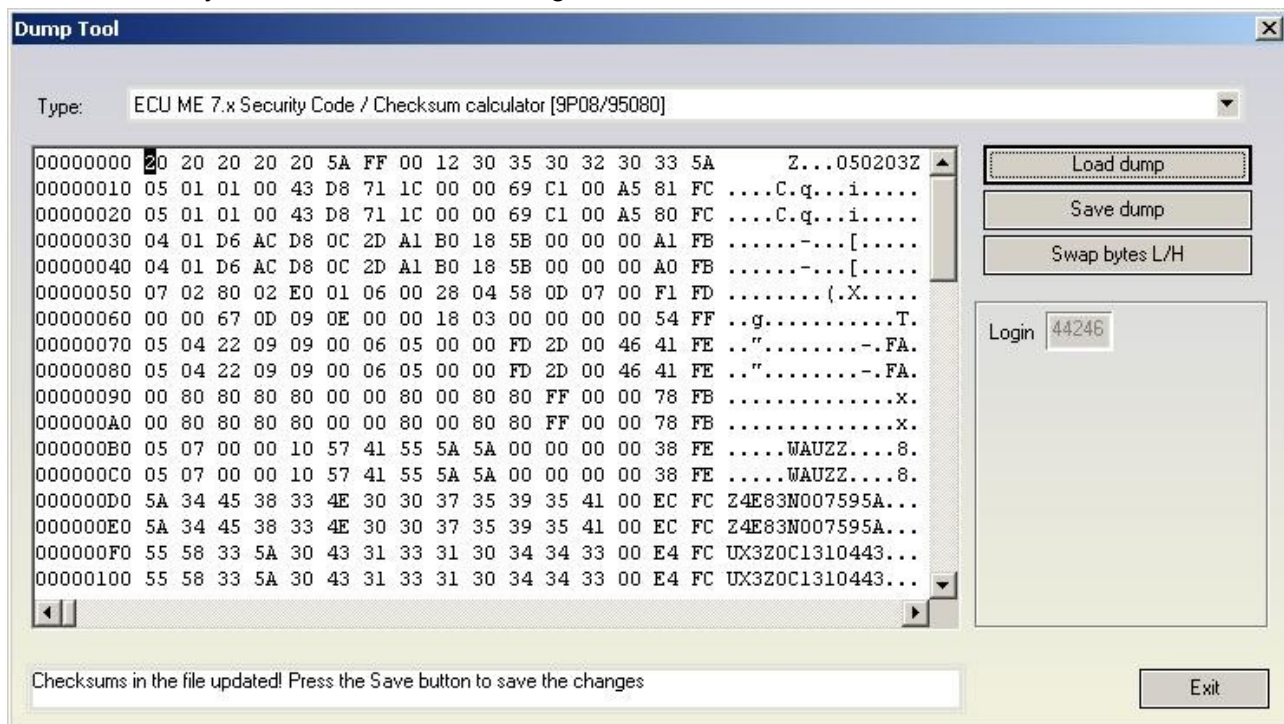 Dump Tool
Type: ECU ME 7.x Security Code / Checksum calculator [9P08/95080]
00000000 20 20 20 20 20 5A FF 00 12 30 35 30 32 30 33 5A      Z...050203Z
00000010 05 01 01 00 43 D8 71 1C 00 00 69 C1 00 A5 81 FC ....C.q...i.....
00000020 05 01 01 00 43 D8 71 1C 00 00 69 C1 00 A5 80 FC ....C.q...i.....
00000030 04 01 D6 AC D8 0C 2D A1 B0 18 5B 00 00 00 A1 FB ......-...[.....
00000040 04 01 D6 AC D8 0C 2D A1 B0 18 5B 00 00 00 A0 FB ......-...[.....
00000050 07 02 80 02 E0 01 06 00 28 04 58 0D 07 00 F1 FD ........(.X.....
00000060 00 00 67 0D 09 0E 00 00 18 03 00 00 00 00 54 FF ..g...........T.
00000070 05 04 22 09 09 00 06 05 00 00 FD 2D 00 46 41 FE .."........-.FA.
00000080 05 04 22 09 09 00 06 05 00 00 FD 2D 00 46 41 FE .."........-.FA.
00000090 00 80 80 80 80 00 00 80 00 80 80 FF 00 00 78 FB ..............x.
000000A0 00 80 80 80 80 00 00 80 00 80 80 FF 00 00 78 FB ..............x.
000000B0 05 07 00 00 10 57 41 55 5A 5A 00 00 00 00 38 FE .....WAUZZ....8.
000000C0 05 07 00 00 10 57 41 55 5A 5A 00 00 00 00 38 FE .....WAUZZ....8.
000000D0 5A 34 45 38 33 4E 30 30 37 35 39 35 41 00 EC FC Z4E83N007595A...
000000E0 5A 34 45 38 33 4E 30 30 37 35 39 35 41 00 EC FC Z4E83N007595A...
000000F0 55 58 33 5A 30 43 31 33 31 30 34 34 33 00 E4 FC UX3Z0C1310443...
00000100 55 58 33 5A 30 43 31 33 31 30 34 34 33 00 E4 FC UX3Z0C1310443...
Load dump
Save dump
Swap bytes L/H
Login 44246
Checksums in the file updated! Press the Save button to save the changes
Exit